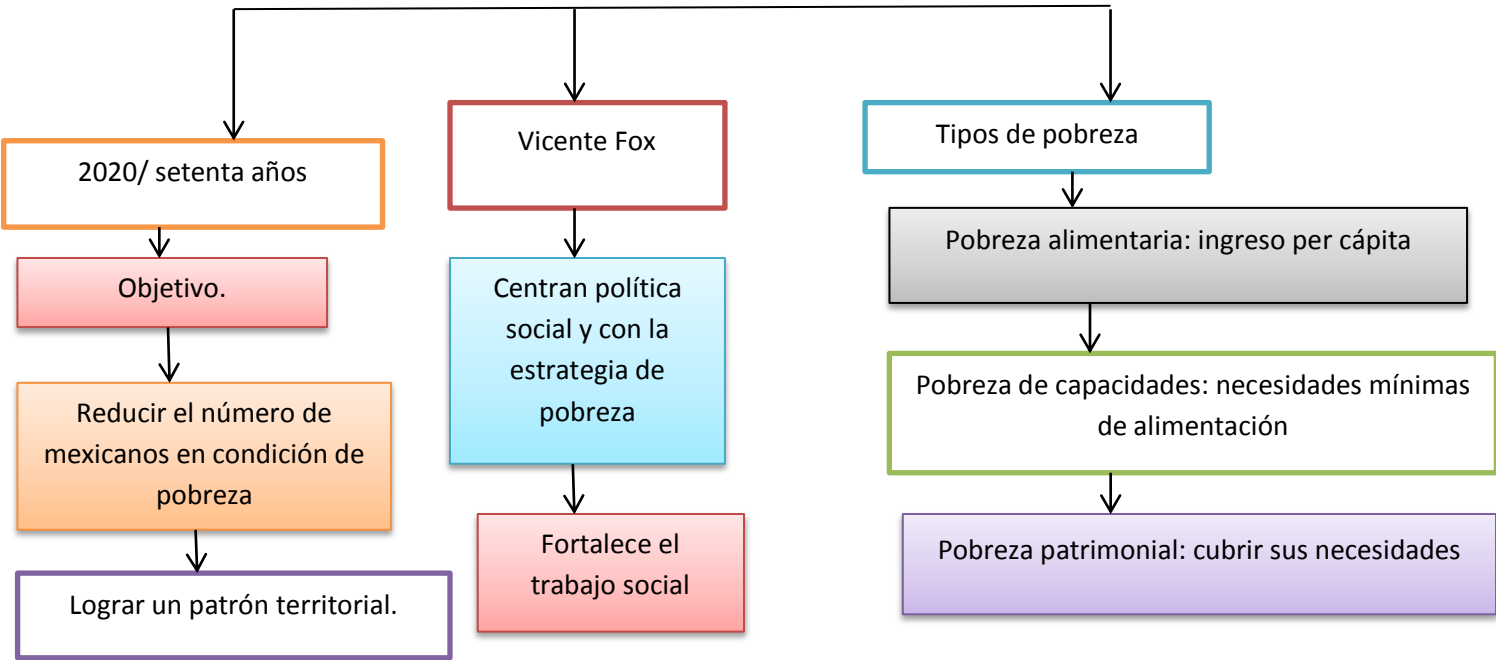 2020/ setenta años
Objetivo.
Reducir el número de
mexicanos en condición de
pobreza
Lograr un patrón territorial.
Vicente Fox
Centran política
social y con la
estrategia de
pobreza
Fortalece el
trabajo social
Tipos de pobreza
Pobreza alimentaria: ingreso per cápita
Pobreza de capacidades: necesidades mínimas
de alimentación
Pobreza patrimonial: cubrir sus necesidades